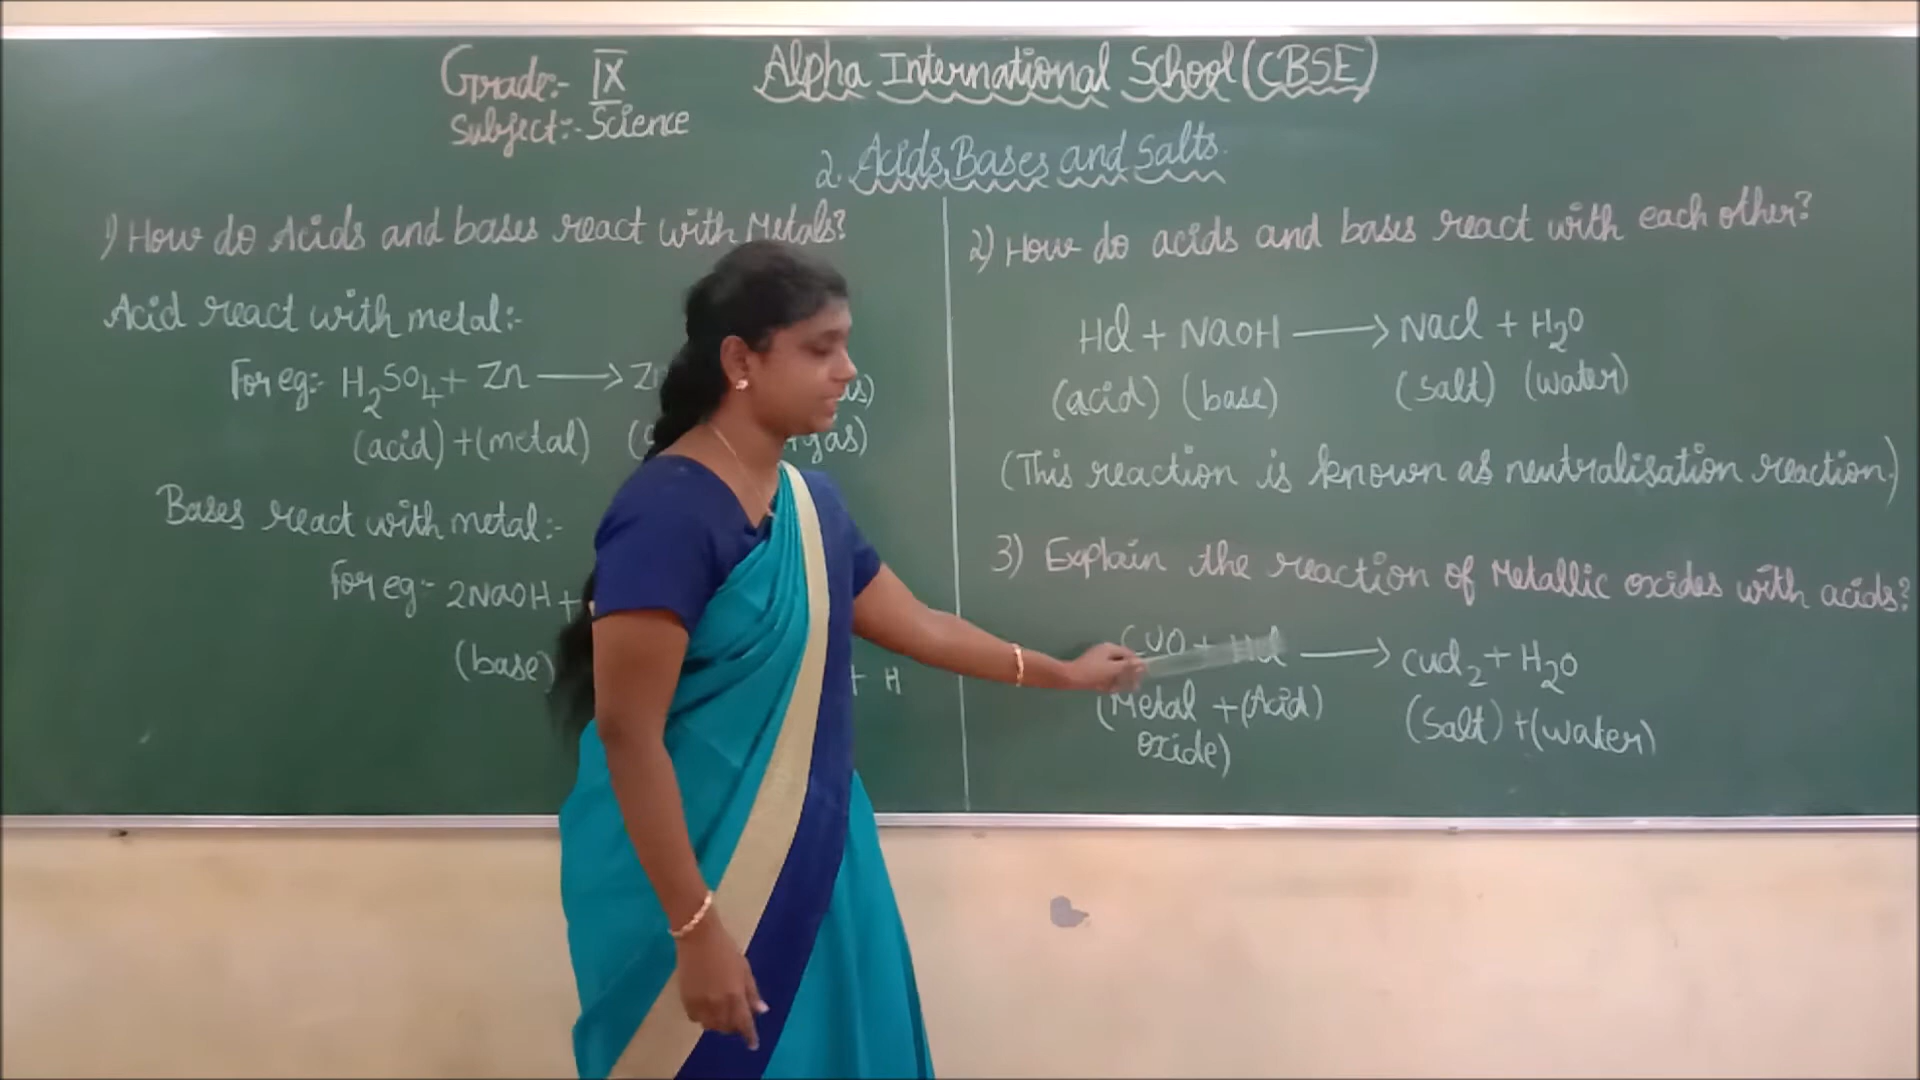 Grade:- IX
Subject:- Science
Alpha International School (CBSE)
2. Acids, Bases and Salts.
1) How do Acids and bases react with Metals?
Acid react with metal:-
For eg:- H₂SO₄ + Zn ⟶
(acid) + (metal)
Bases react with metal:-
For eg:- 2NaOH +
(base)
+ H
2) How do acids and bases react with each other?
Hcl + NaOH ⟶ Nacl + H₂O
(acid) (base) (salt) (water)
(This reaction is known as neutralisation reaction.)
3) Explain the reaction of Metallic oxides with acids?
CuO + Hcl ⟶ cucl₂ + H₂O
(Metal + (Acid) (Salt) + (water)
oxide)